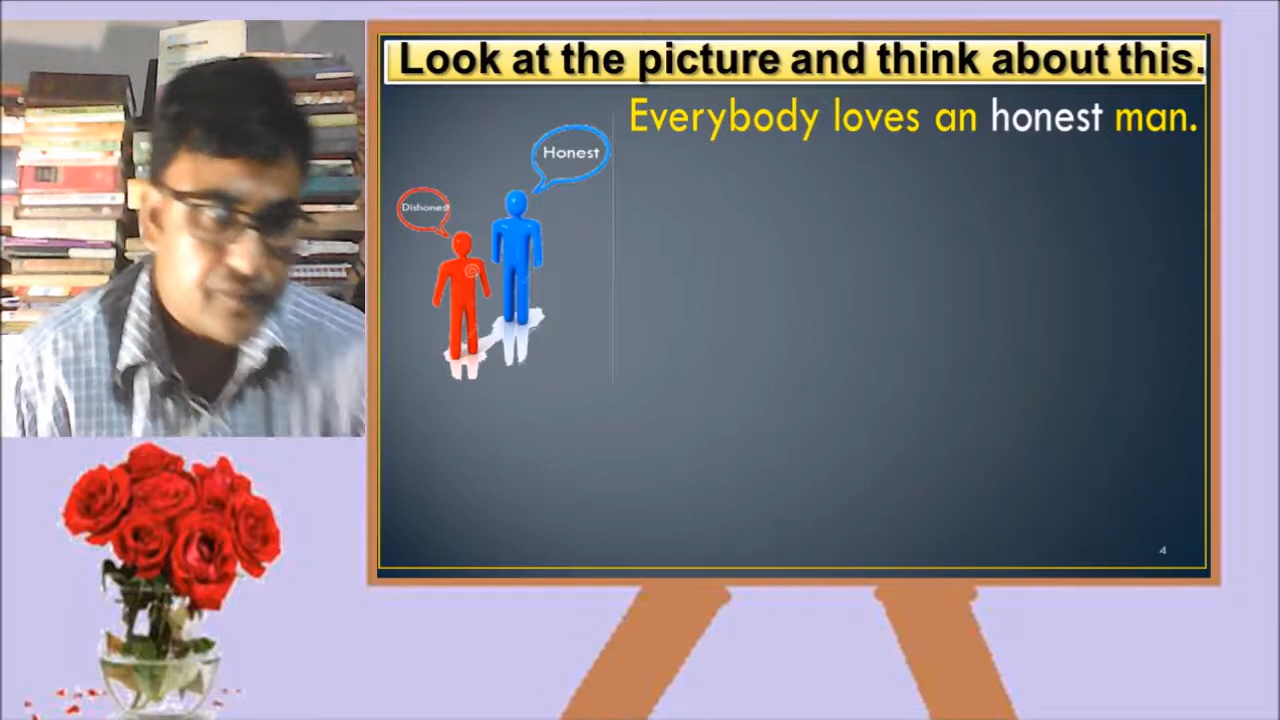 Look at the picture and think about this.
Everybody loves an honest man.
Honest
Dishonest
4